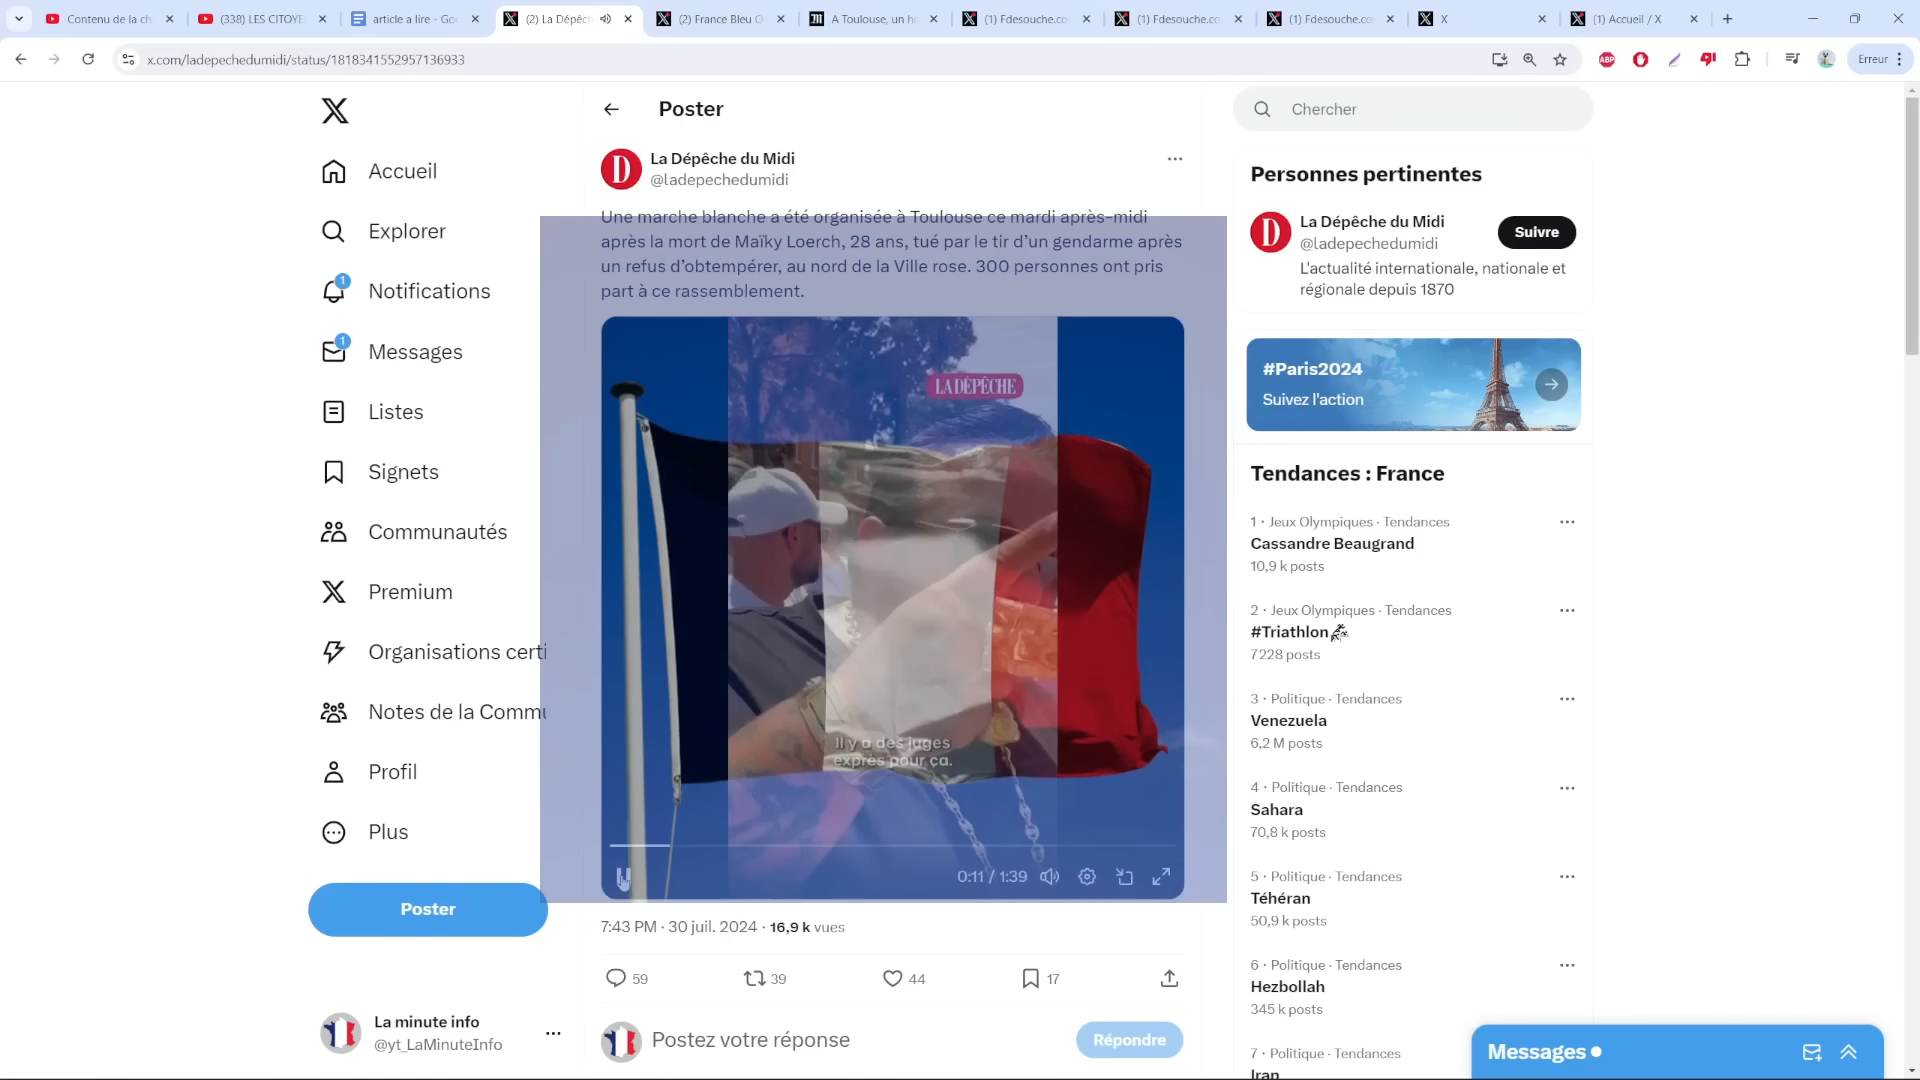 (2) La Dépêch
(338) LES CITOYE
article a lire - Go
Contenu de la ch
(2) France Bleu O
A Toulouse, un h
(1) Fdesouche.co
(1) Fdesouche.co
(1) Fdesouche.co
X
(1) Accueil / X
x.com/ladepechedumidi/status/1818341552957136933
ABP
Erreur
Accueil
Explorer
1
Notifications
1
Messages
Listes
Signets
Communautés
Premium
Organisations certi
Notes de la Commu
Profil
Plus
Poster
La minute info
@yt_LaMinuteInfo
Poster
D
La Dépêche du Midi
@ladepechedumidi
Une marche blanche a été organisée à Toulouse ce mardi après-midi
après la mort de Maïky Loerch, 28 ans, tué par le tir d'un gendarme après
un refus d'obtempérer, au nord de la Ville rose. 300 personnes ont pris
part à ce rassemblement.
LA DÉPÊCHE
Il y a des juges
exprès pour ça.
0:11 / 1:39
7:43 PM · 30 juil. 2024 · 16,9 k vues
59
39
44
17
Postez votre réponse
Répondre
Chercher
Personnes pertinentes
D
La Dépêche du Midi
@ladepechedumidi
Suivre
L'actualité internationale, nationale et
régionale depuis 1870
#Paris2024
Suivez l'action
Tendances : France
1 · Jeux Olympiques · Tendances
Cassandre Beaugrand
10,9 k posts
2 · Jeux Olympiques · Tendances
#Triathlon
7 228 posts
3 · Politique · Tendances
Venezuela
6,2 M posts
4 · Politique · Tendances
Sahara
70,8 k posts
5 · Politique · Tendances
Téhéran
50,9 k posts
6 · Politique · Tendances
Hezbollah
345 k posts
7 · Politique · Tendances
Iran
Messages